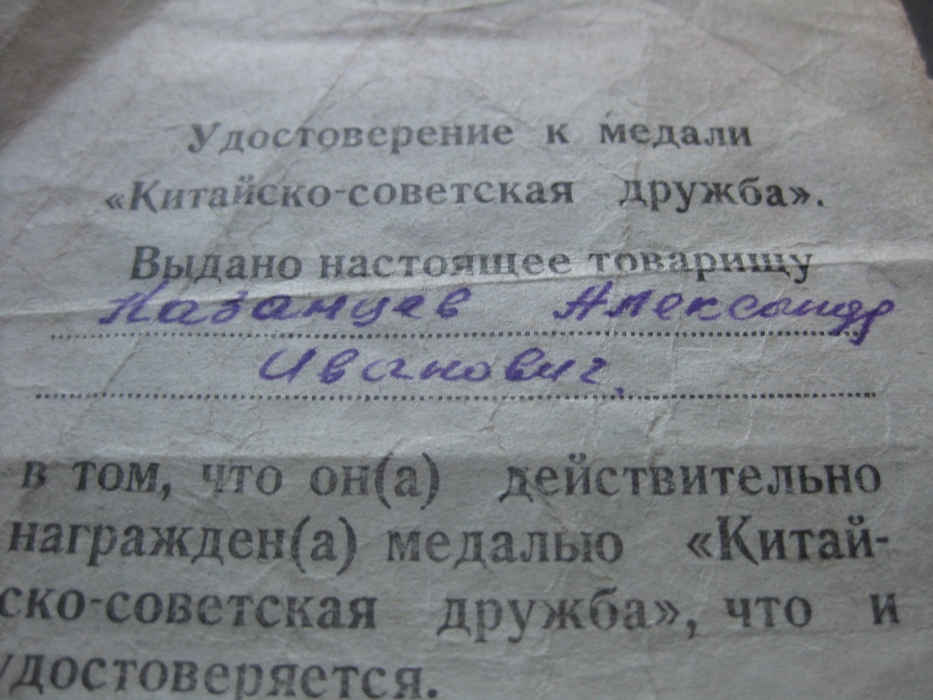 Удостоверение к медали
«Китайско-советская дружба».
Выдано настоящее товарищу
Казанцев Александр
Иванович.
в том, что он(а) действительно
награжден(а) медалью «Китай-
ско-советская дружба», что и
удостоверяется.